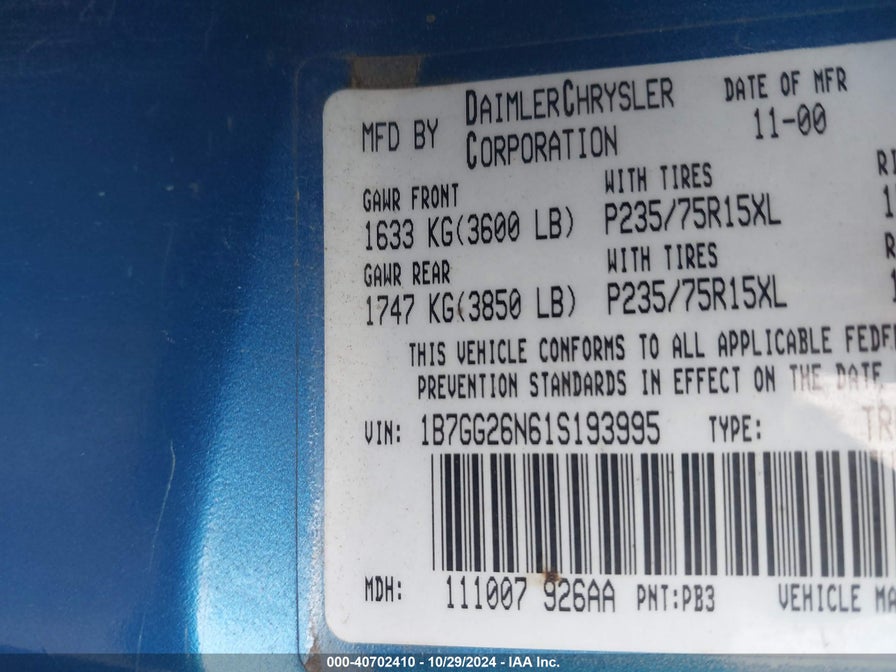 MFD BY DAIMLERCHRYSLER CORPORATION DATE OF MFR 11-00
GAWR FRONT WITH TIRES
1633 KG(3600 LB) P235/75R15XL
GAWR REAR WITH TIRES
1747 KG(3850 LB) P235/75R15XL
THIS VEHICLE CONFORMS TO ALL APPLICABLE
PREVENTION STANDARDS IN EFFECT ON THE DATE
VIN: 1B7GG26N61S193995 TYPE:
MDH: 111007 926AA PNT:PB3 VEHICLE
000-40702410 - 10/29/2024 - IAA Inc.